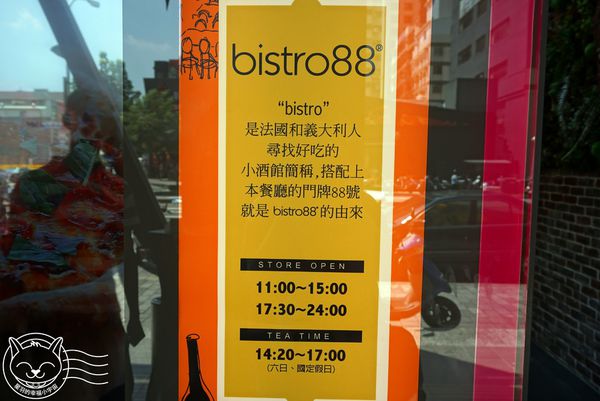 bistro88®
“bistro”
是法國和義大利人
尋找好吃的
小酒館簡稱，搭配上
本餐廳的門牌88號
就是 bistro88® 的由來
STORE OPEN
11:00~15:00
17:30~24:00
TEA TIME
14:20~17:00
(六日、國定假日)